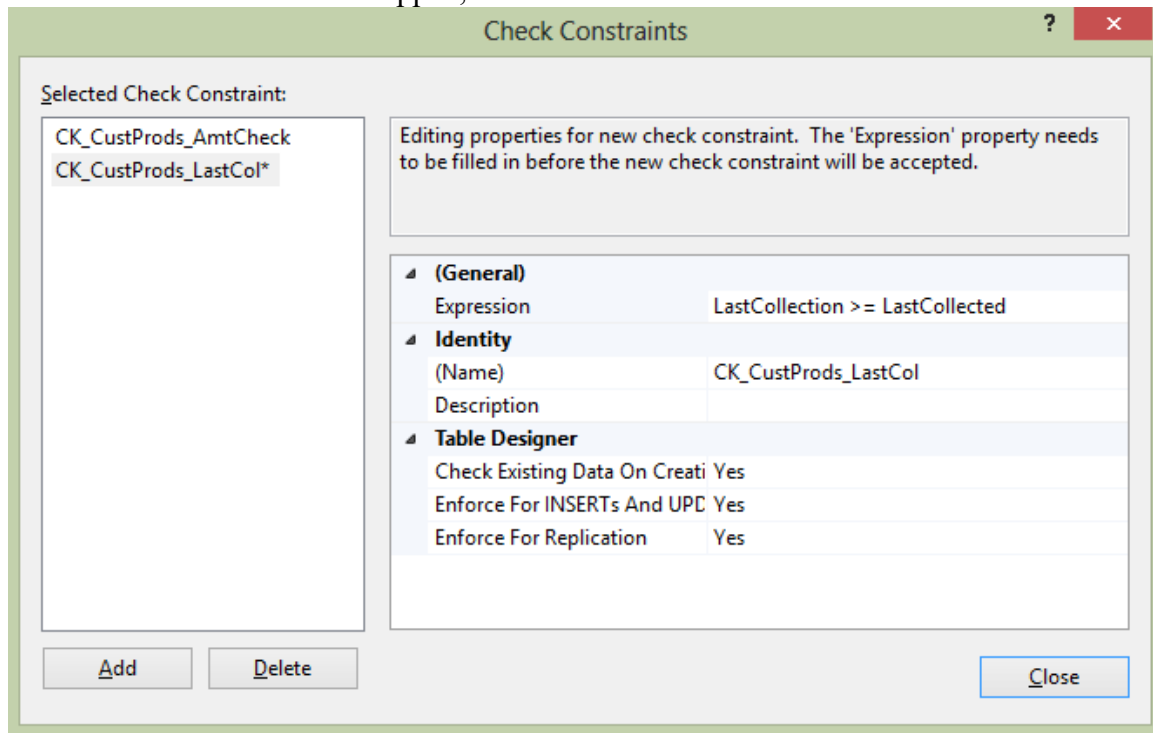 Check Constraints
?
×
Selected Check Constraint:
CK_CustProds_AmtCheck
CK_CustProds_LastCol*
Editing properties for new check constraint. The 'Expression' property needs
to be filled in before the new check constraint will be accepted.
(General)
Expression LastCollection >= LastCollected
Identity
(Name) CK_CustProds_LastCol
Description
Table Designer
Check Existing Data On Creati Yes
Enforce For INSERTs And UPD Yes
Enforce For Replication Yes
Add Delete
Close